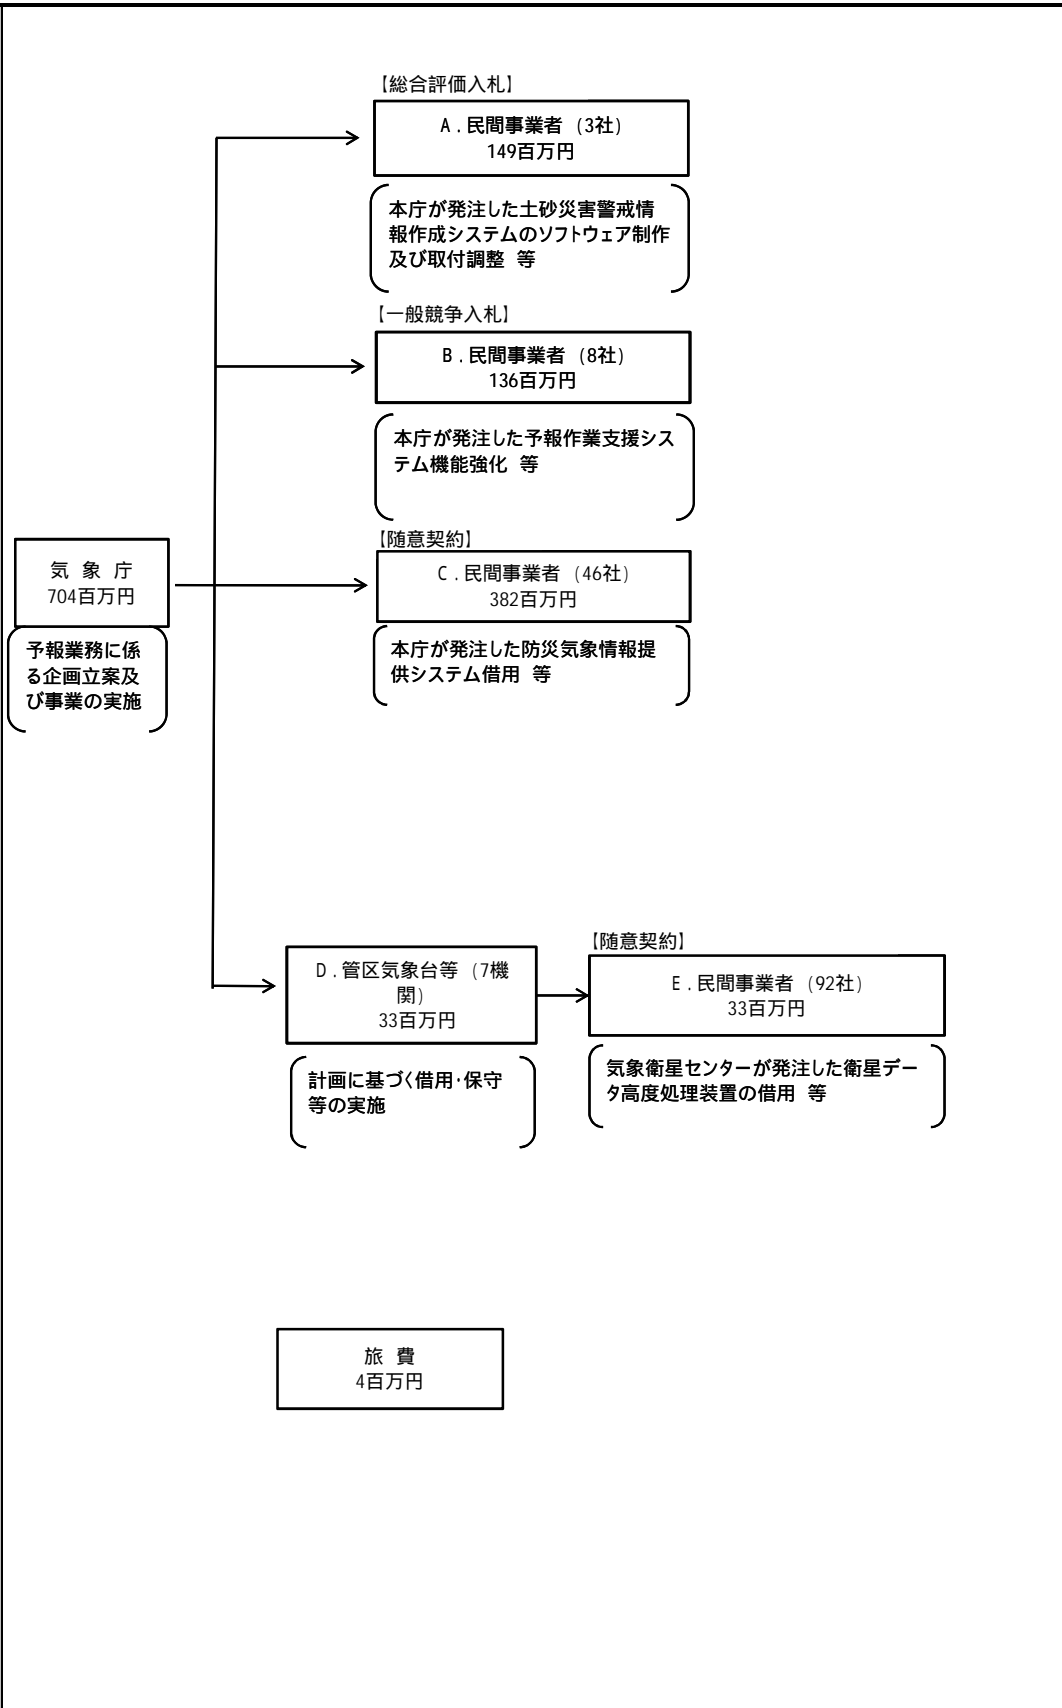 【総合評価入札】
A.民間事業者 (3社)
149百万円
本庁が発注した土砂災害警戒情
報作成システムのソフトウェア制作
及び取付調整 等
【一般競争入札】
B.民間事業者 (8社)
136百万円
本庁が発注した予報作業支援シス
テム機能強化 等
気 象 庁
704百万円
予報業務に係
る企画立案及
び事業の実施
【随意契約】
C.民間事業者 (46社)
382百万円
本庁が発注した防災気象情報提
供システム借用 等
D.管区気象台等 (7機
関)
33百万円
計画に基づく借用・保守
等の実施
【随意契約】
E.民間事業者 (92社)
33百万円
気象衛星センターが発注した衛星デー
タ高度処理装置の借用 等
旅 費
4百万円